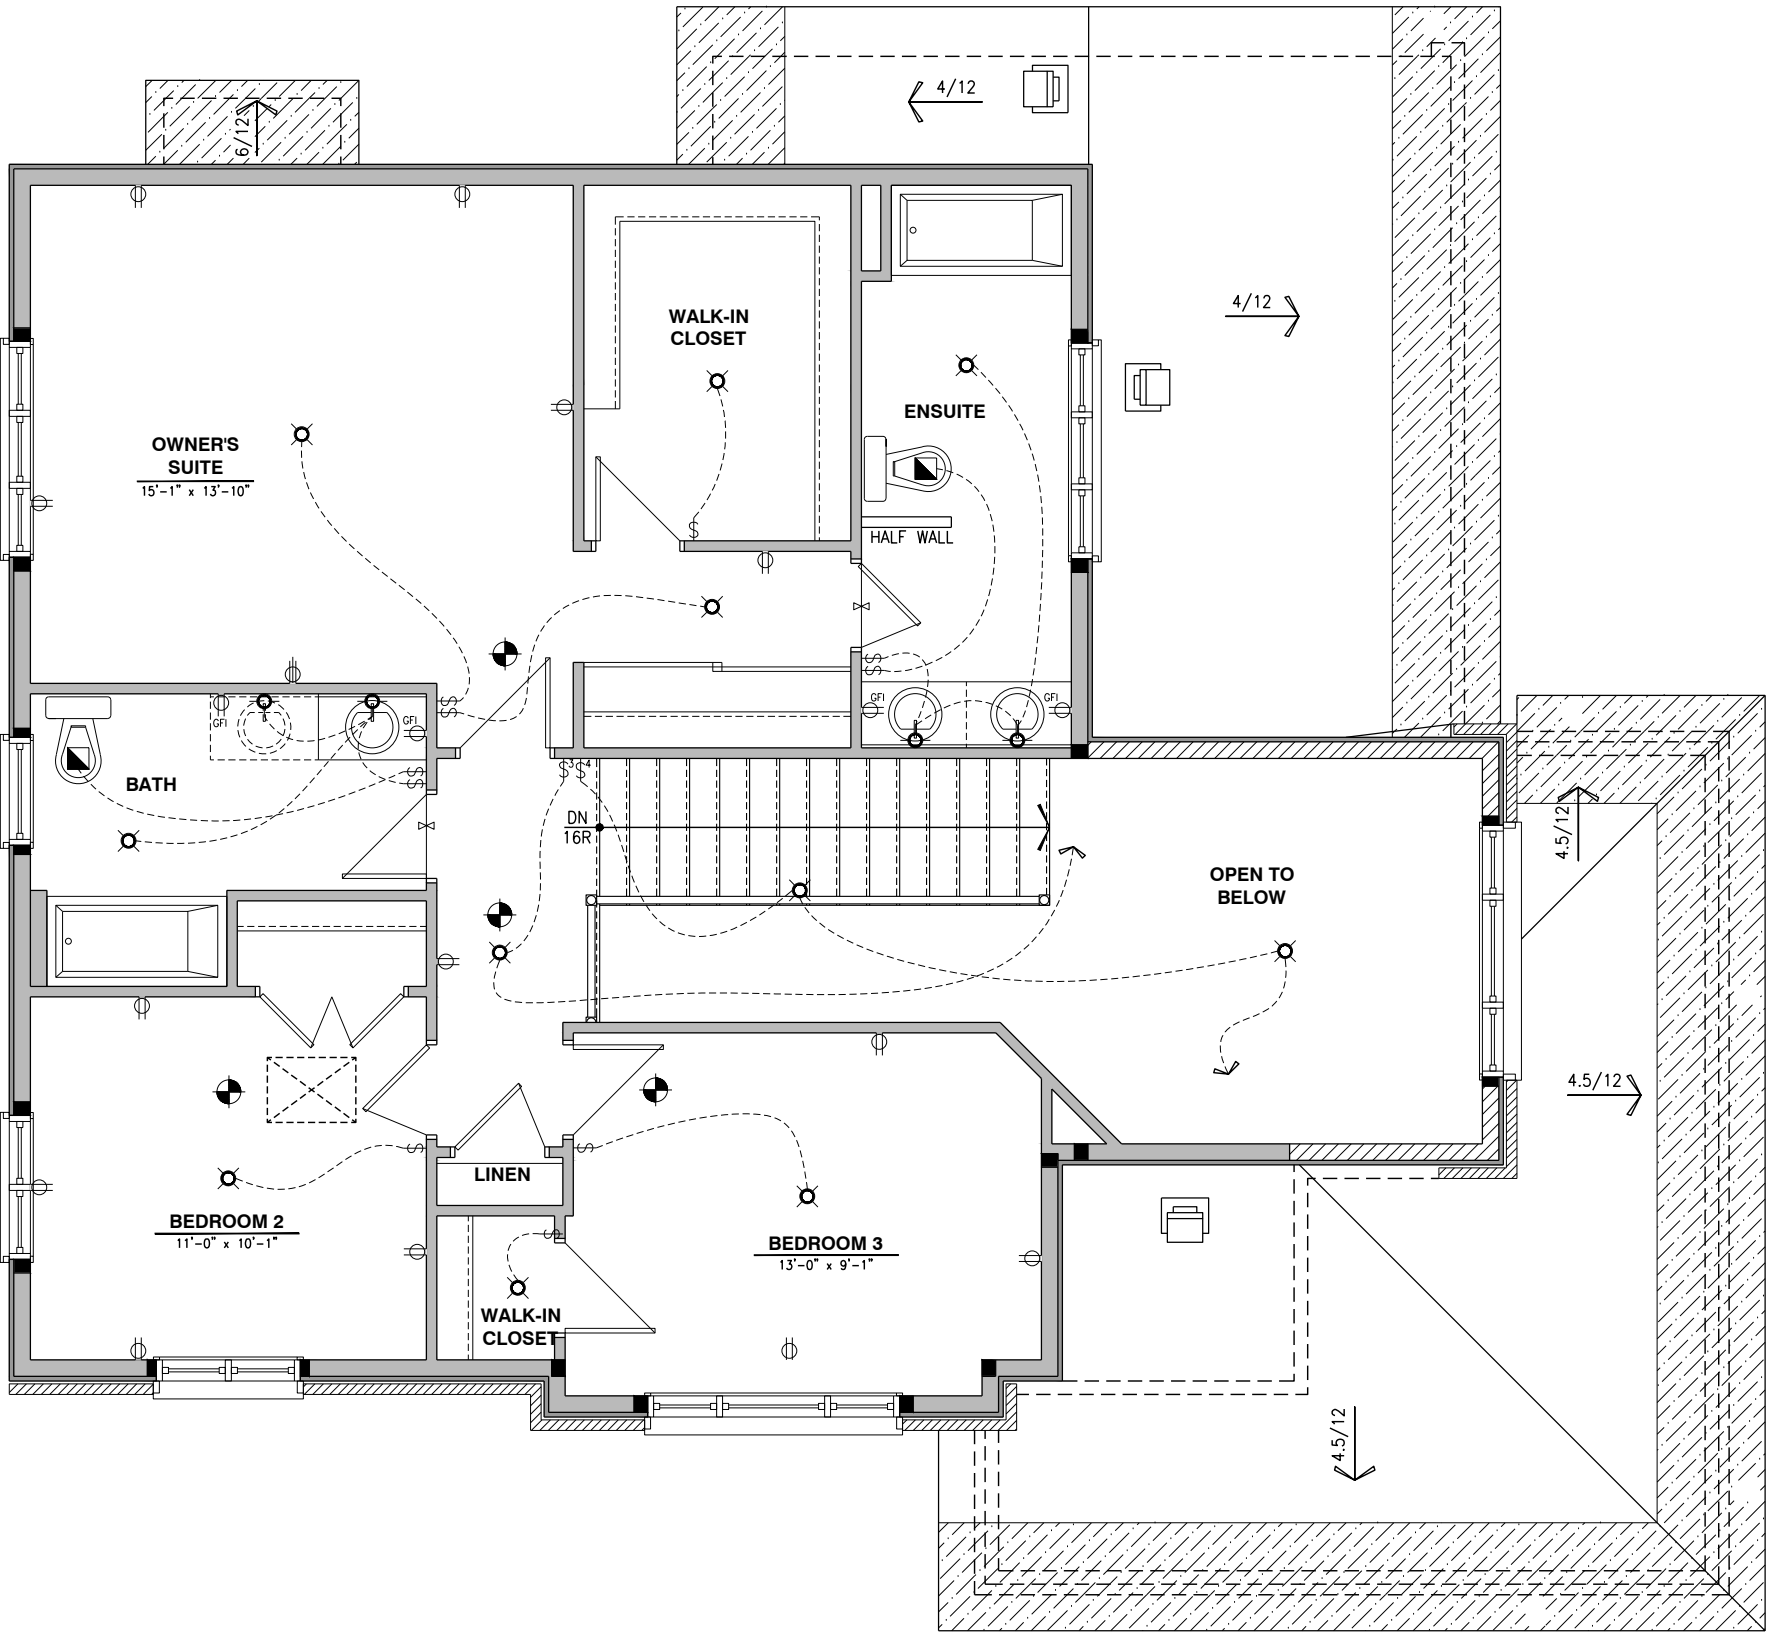 4/12
6/12
4/12
WALK-IN
CLOSET
ENSUITE
OWNER'S
SUITE
15'-1" x 13'-10"
HALF WALL
GFI
GFI
GFI
GFI
BATH
$
$
$
$
$
$
$
$3
$4
DN
16R
OPEN TO
BELOW
4.5/12
4.5/12
$
$
LINEN
BEDROOM 2
11'-0" x 10'-1"
$
BEDROOM 3
13'-0" x 9'-1"
WALK-IN
CLOSET
4.5/12